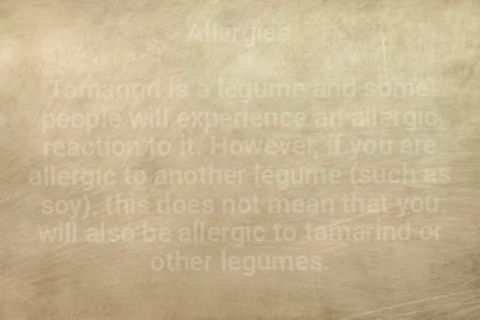 Allergies
Tamarind is a legume and some
people will experience an allergic
reaction to it. However, if you are
allergic to another legume (such as
soy), this does not mean that you
will also be allergic to tamarind or
other legumes.